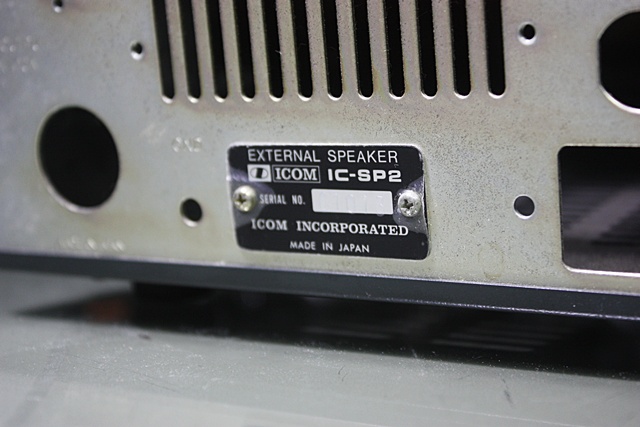 EXTERNAL SPEAKER
ICOM IC-SP2
SERIAL NO.
ICOM INCORPORATED
MADE IN JAPAN